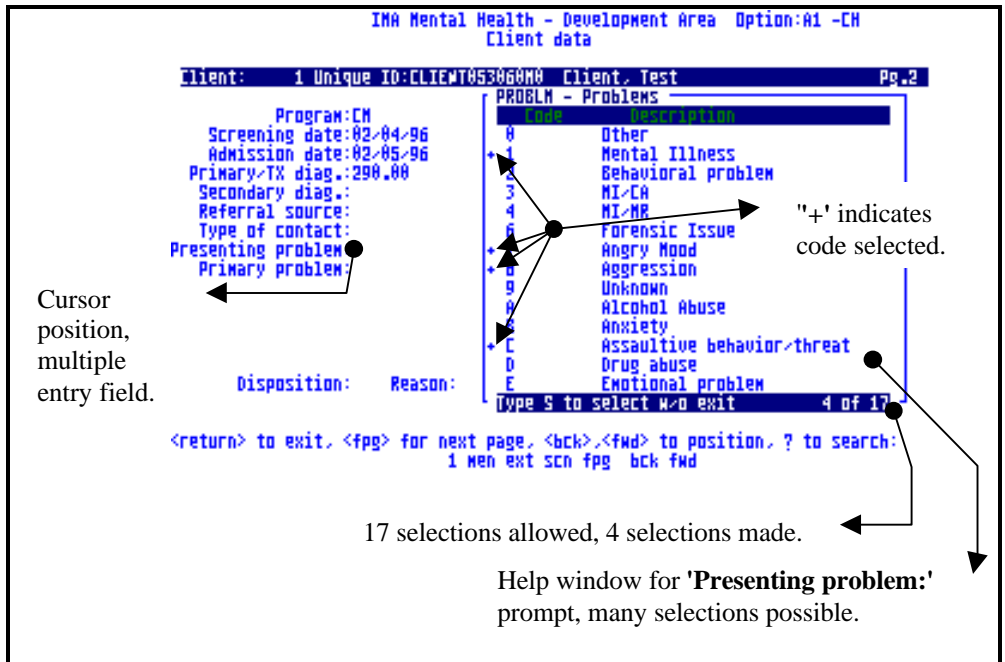 IMA Mental Health - Development Area Option:A1 -CM
Client data
Client: 1 Unique ID:CLIENT053060M0 Client, Test Pg.2
PROBLM - Problems
Code Description
Program:CM
Screening date:02/04/96
Admission date:02/05/96
Primary/TX diag.:290.00
Secondary diag.:
Referral source:
Type of contact:
Presenting problem
Primary problem:
Disposition: Reason:
0 Other
+ 1 Mental Illness
2 Behavioral problem
3 MI/CA
4 MI/MR
6 Forensic Issue
+ Angry Mood
+ 8 Aggression
9 Unknown
A Alcohol Abuse
B Anxiety
+ C Assaultive behavior/threat
D Drug abuse
E Emotional problem
Type S to select w/o exit 4 of 17
<return> to exit, <fpg> for next page, <bck>,<fwd> to position, ? to search:
1 men ext scn fpg bck fwd
"+' indicates
code selected.
Cursor
position,
multiple
entry field.
17 selections allowed, 4 selections made.
Help window for 'Presenting problem:'
prompt, many selections possible.